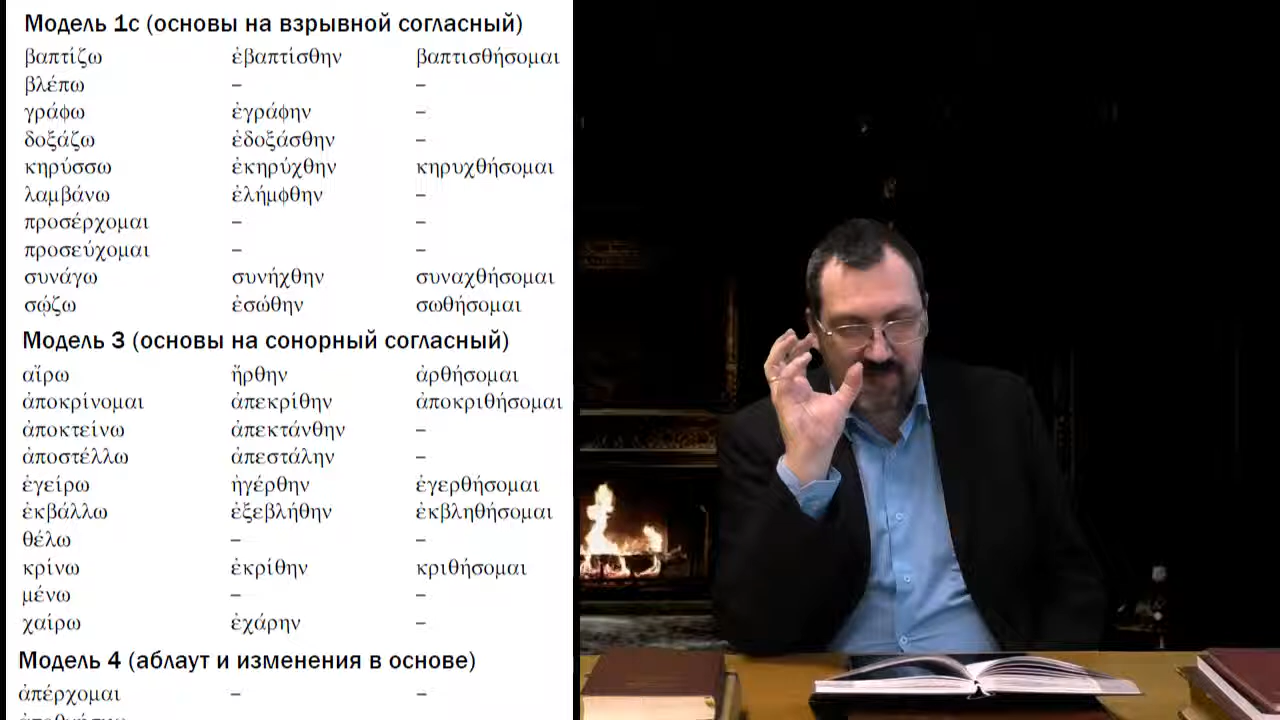 Модель 1c (основы на взрывной согласный)
βαπτίζω ἐβαπτίσθην βαπτισθήσομαι
βλέπω – –
γράφω ἐγράφην –
δοξάζω ἐδοξάσθην –
κηρύσσω ἐκηρύχθην κηρυχθήσομαι
λαμβάνω ἐλήμφθην –
προσέρχομαι – –
προσεύχομαι – –
συνάγω συνήχθην συναχθήσομαι
σῴζω ἐσώθην σωθήσομαι
Модель 3 (основы на сонорный согласный)
αἴρω ἤρθην ἀρθήσομαι
ἀποκρίνομαι ἀπεκρίθην ἀποκριθήσομαι
ἀποκτείνω ἀπεκτάνθην –
ἀποστέλλω ἀπεστάλην –
ἐγείρω ἠγέρθην ἐγερθήσομαι
ἐκβάλλω ἐξεβλήθην ἐκβληθήσομαι
θέλω – –
κρίνω ἐκρίθην κριθήσομαι
μένω – –
χαίρω ἐχάρην –
Модель 4 (аблаут и изменения в основе)
ἀπέρχομαι – –